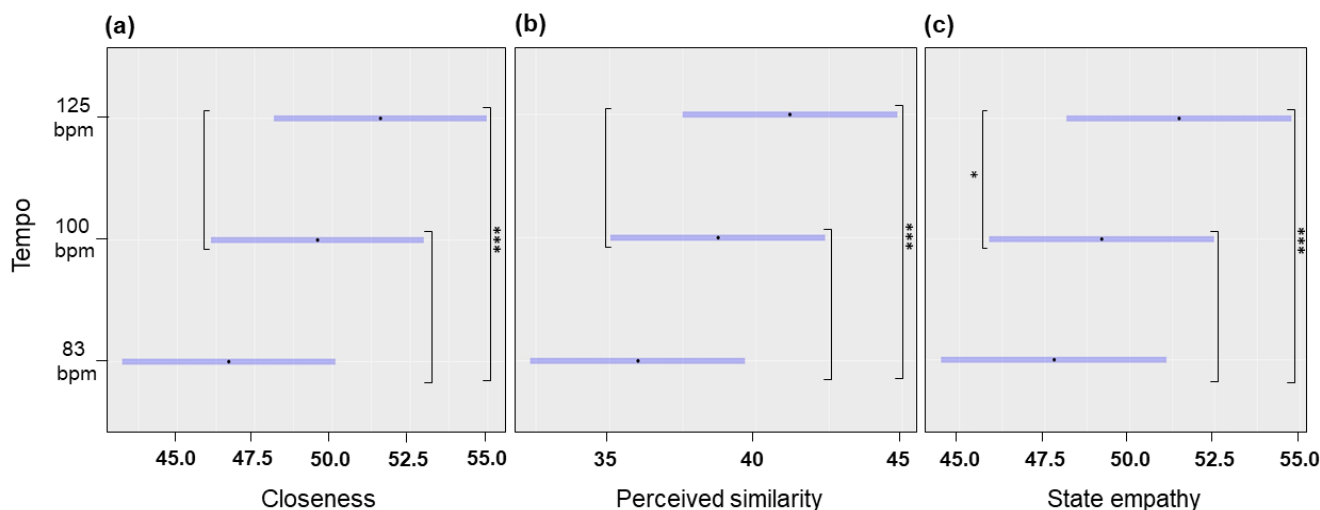 (a)
(b)
(c)
Tempo
125
bpm
100
bpm
83
bpm
***
***
*
***
45.0 47.5 50.0 52.5 55.0
35 40 45
45.0 47.5 50.0 52.5 55.0
Closeness
Perceived similarity
State empathy